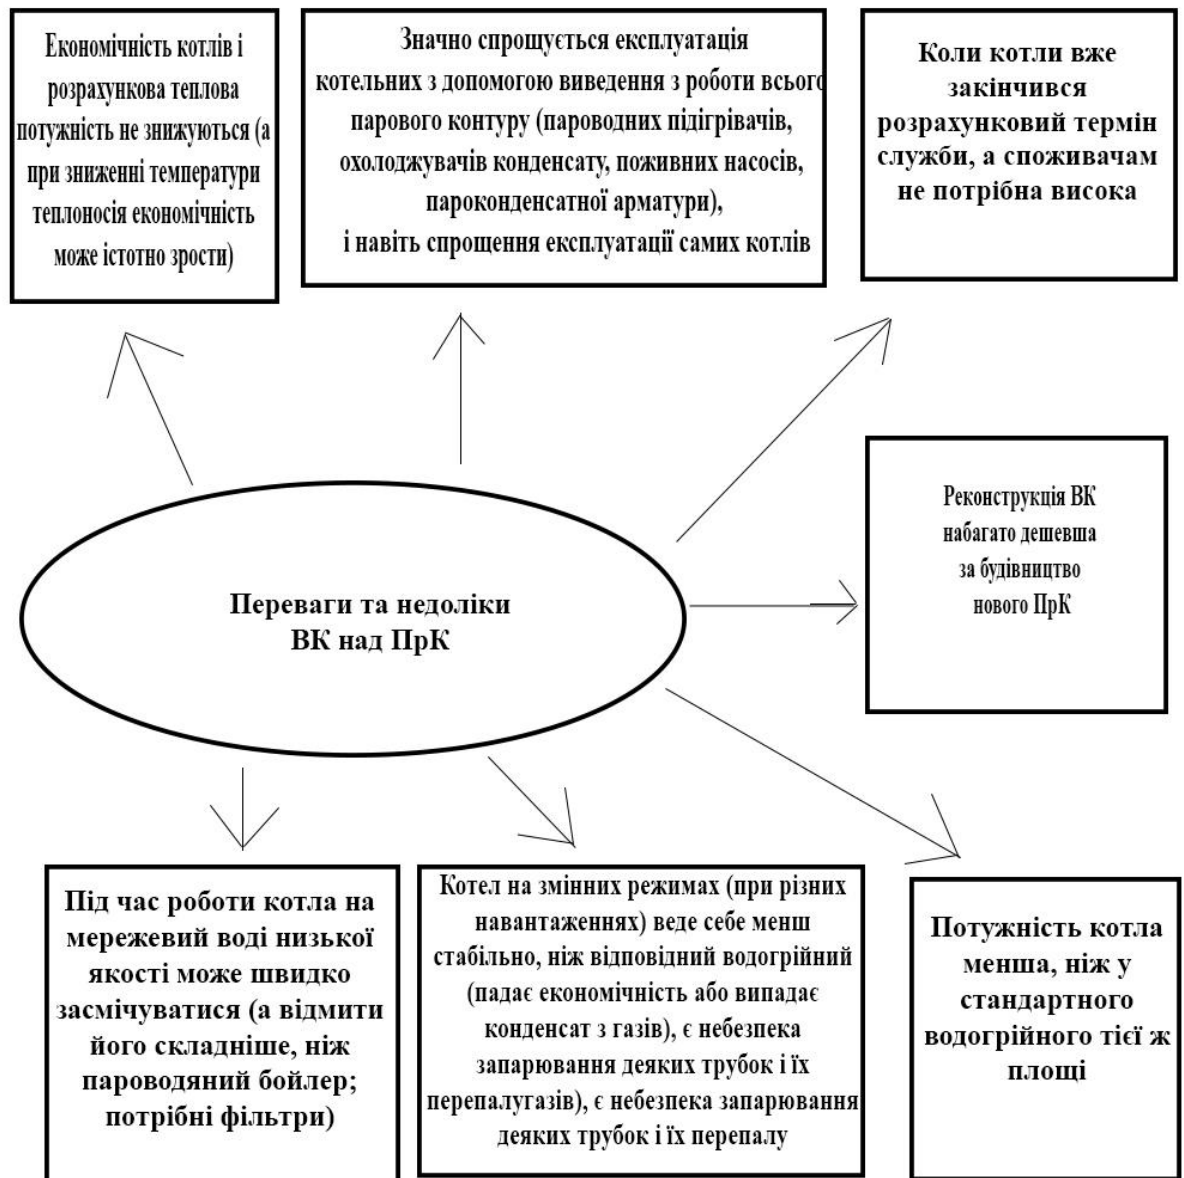 Економічність котлів і
розрахункова теплова
потужність не знижуються (а
при зниженні температури
теплоносія економічність
може істотно зрости)
Значно спрощується експлуатація
котельних з допомогою виведення з роботи всього
парового контуру (пароводних підігрівачів,
охолоджувачів конденсату, поживних насосів,
пароконденсатної арматури),
і навіть спрощення експлуатації самих котлів
Коли котли вже
закінчився
розрахунковий термін
служби, а споживачам
не потрібна висока
Реконструкція ВК
набагато дешевша
за будівництво
нового ПрК
Переваги та недоліки
ВК над ПрК
Під час роботи котла на
мережевий воді низької
якості може швидко
засмічуватися (а відмити
його складніше, ніж
пароводяний бойлер;
потрібні фільтри)
Котел на змінних режимах (при різних
навантаженнях) веде себе менш
стабільно, ніж відповідний водогрійний
(падає економічність або випадає
конденсат з газів), є небезпека
запарювання деяких трубок і їх
перепалугазів), є небезпека запарювання
деяких трубок і їх перепалу
Потужність котла
менша, ніж у
стандартного
водогрійного тієї ж
площі